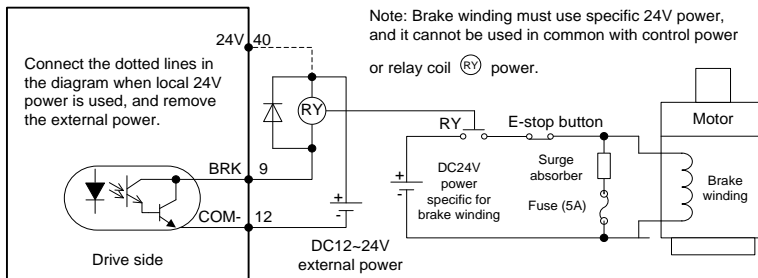 Note: Brake winding must use specific 24V power,
and it cannot be used in common with control power
or relay coil RY power.
24V 40
Connect the dotted lines in
the diagram when local 24V
power is used, and remove
the external power.
RY
RY
E-stop button
Motor
BRK 9
COM- 12
+
-
DC12~24V
external power
+
-
DC24V
power
specific for
brake winding
Surge
absorber
Fuse (5A)
Brake
winding
Drive side